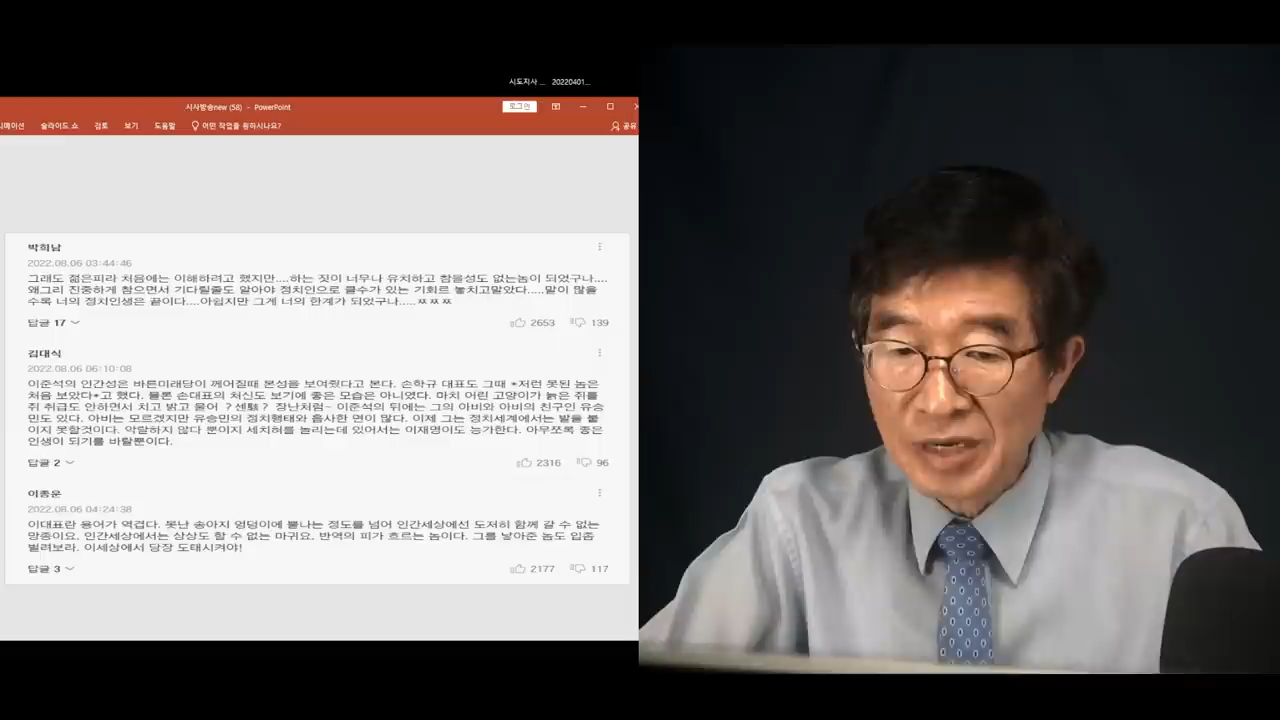 시도지사 ... 20220401...
시사방송new (58) - PowerPoint
로그인
슬라이드 쇼 검토 보기 도움말 어떤 작업을 원하시나요?
공유
박희남
2022.08.06 03:44:46
그래도 젊은피라 처음에는 이해하려고 했지만....하는 짓이 너무나 유치하고 참을성도 없는놈이 되었구나....
왜그리 진중하게 참으면서 기다릴줄도 알아야 정치인으로 클수가 있는 기회르 놓치고말았다.....말이 많을
수록 너의 정치인생은 끝이다....아쉽지만 그게 너의 한계가 되었구나.....ㅉㅉㅉ
답글 17
2653 139
김대식
2022.08.06 06:10:08
이준석의 인간성은 바른미래당이 깨어질때 본성을 보여줬다고 본다. 손학규 대표도 그때 *저런 못된 놈은
처음 보았다*고 했다. 물론 손대표의 처신도 보기에 좋은 모습은 아니였다. 마치 어린 고양이가 늙은 쥐를
쥐 취급도 안하면서 치고 밝고 물어 ? ? 장난처럼~ 이준석의 뒤에는 그의 아비와 아비의 친구인 유승
민도 있다. 아비는 모르겠지만 유승민의 정치행태와 흡사한 면이 많다. 이제 그는 정치세계에서는 발을 붙
이지 못할것이다. 악랄하지 않다 뿐이지 세치혀를 놀리는데 있어서는 이재명이도 능가한다. 아무쪼록 좋은
인생이 되기를 바랄뿐이다.
답글 2
2316 96
이종운
2022.08.06 04:24:38
이대표란 용어가 역겹다. 못난 송아지 엉덩이에 뿔나는 정도를 넘어 인간세상에선 도저히 함께 갈 수 없는
망종이요, 인간세상에서는 상상도 할 수 없는 마귀요, 반역의 피가 흐르는 놈이다. 그를 낳아준 놈도 입좀
벌려보라. 이세상에서 당장 도태시켜야!
답글 3
2177 117